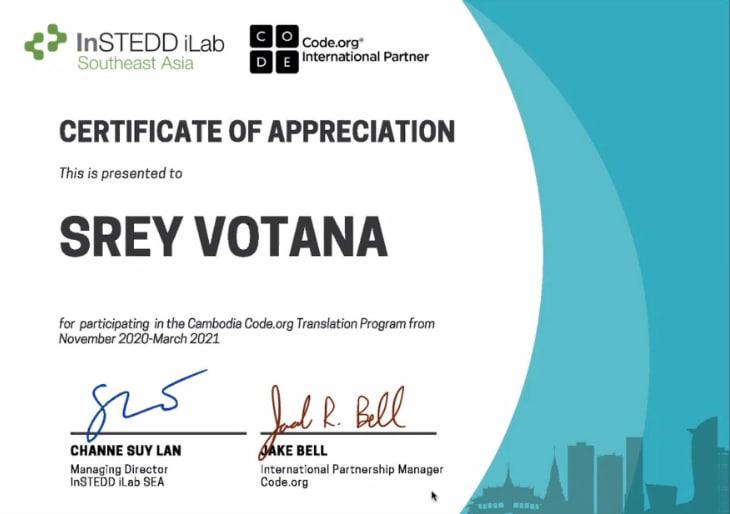 InSTEDD iLab
Southeast Asia
CODE
Code.org®
International Partner
CERTIFICATE OF APPRECIATION
This is presented to
SREY VOTANA
for participating in the Cambodia Code.org Translation Program from
November 2020-March 2021
Jaal R. Bell
CHANNE SUY LAN
Managing Director
InSTEDD iLab SEA
JAKE BELL
International Partnership Manager
Code.org